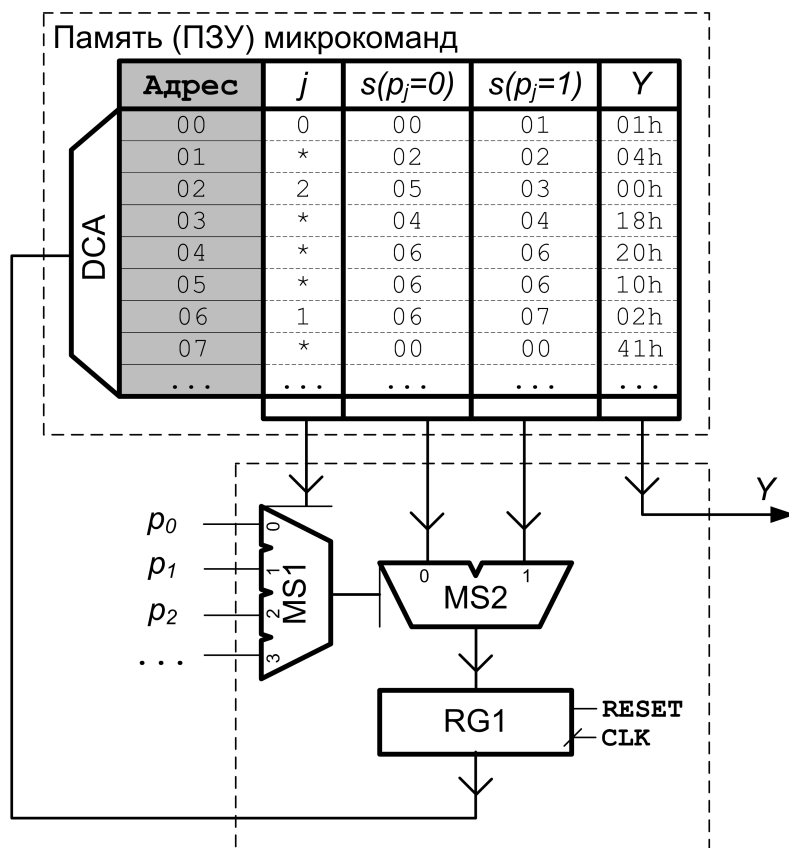 Память (ПЗУ) микрокоманд
Адрес j s(pj=0) s(pj=1) Y
00 0 00 01 01h
01 * 02 02 04h
02 2 05 03 00h
03 * 04 04 18h
04 * 06 06 20h
05 * 06 06 10h
06 1 06 07 02h
07 * 00 00 41h
... ... ... ... ...
DCA
Y
p0
p1
p2
...
0
1
2
3
MS1
0 1
MS2
RG1
RESET
CLK